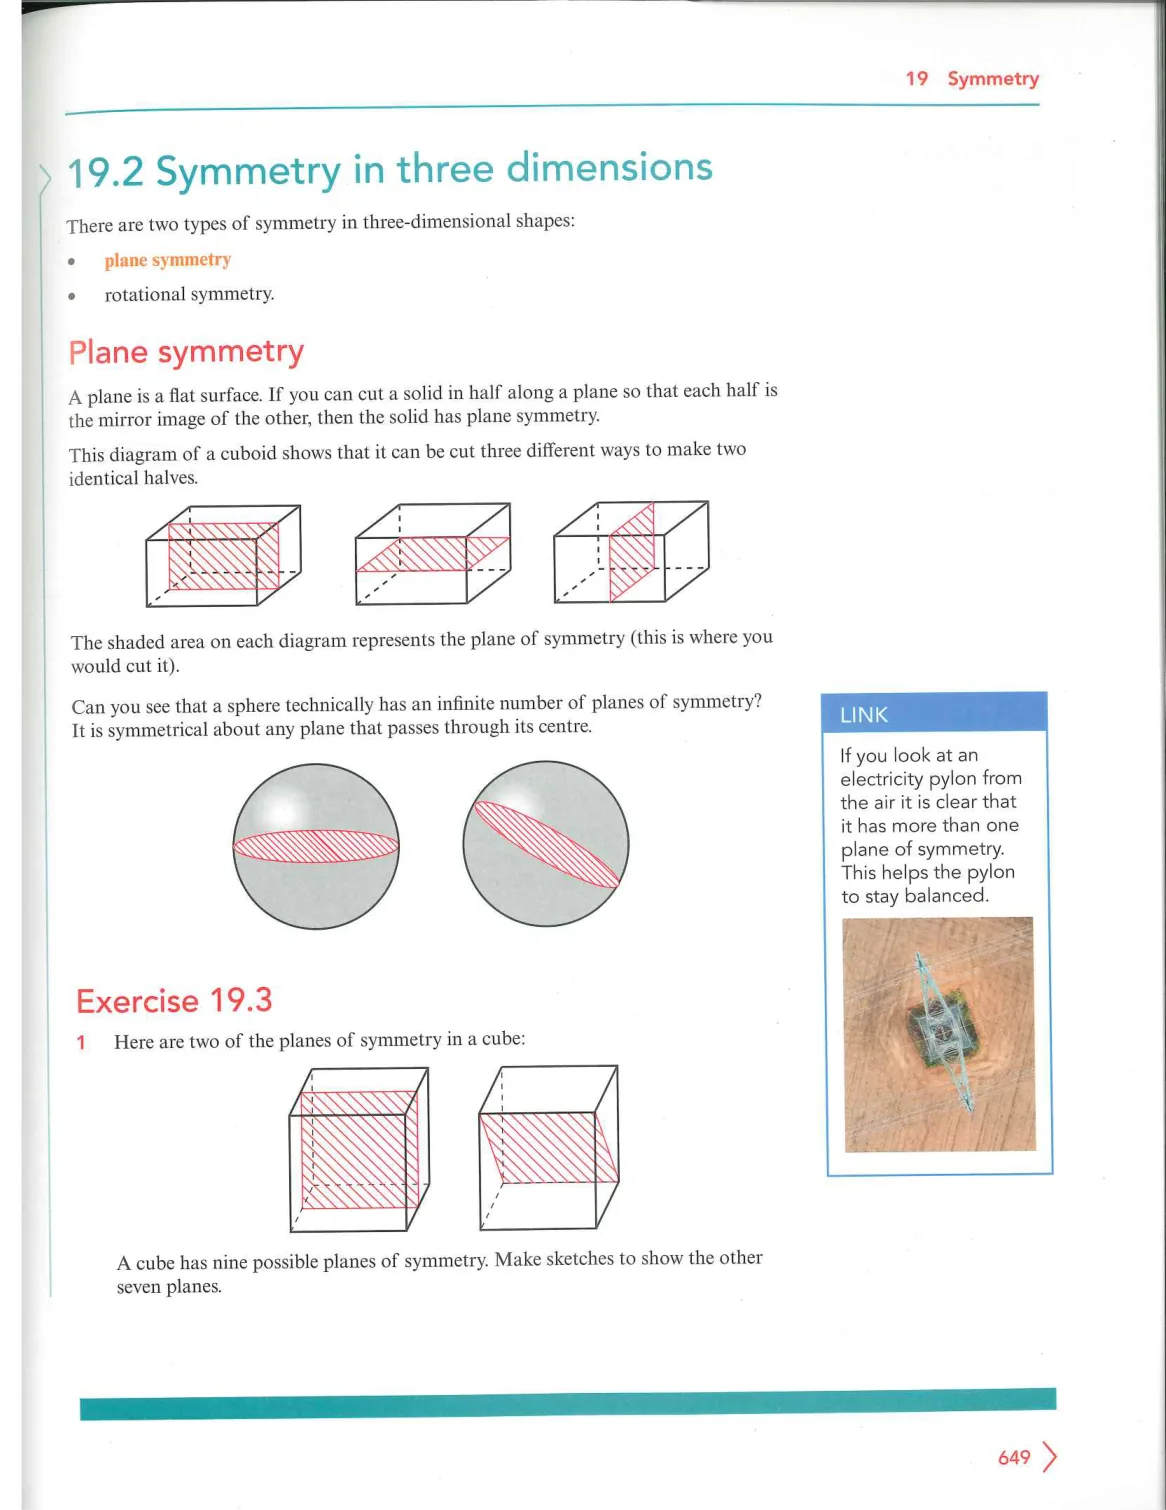 19 Symmetry
19.2 Symmetry in three dimensions
There are two types of symmetry in three-dimensional shapes:
• plane symmetry
• rotational symmetry.
Plane symmetry
A plane is a flat surface. If you can cut a solid in half along a plane so that each half is
the mirror image of the other, then the solid has plane symmetry.
This diagram of a cuboid shows that it can be cut three different ways to make two
identical halves.
The shaded area on each diagram represents the plane of symmetry (this is where you
would cut it).
Can you see that a sphere technically has an infinite number of planes of symmetry?
It is symmetrical about any plane that passes through its centre.
LINK
If you look at an
electricity pylon from
the air it is clear that
it has more than one
plane of symmetry.
This helps the pylon
to stay balanced.
Exercise 19.3
1 Here are two of the planes of symmetry in a cube:
A cube has nine possible planes of symmetry. Make sketches to show the other
seven planes.
649